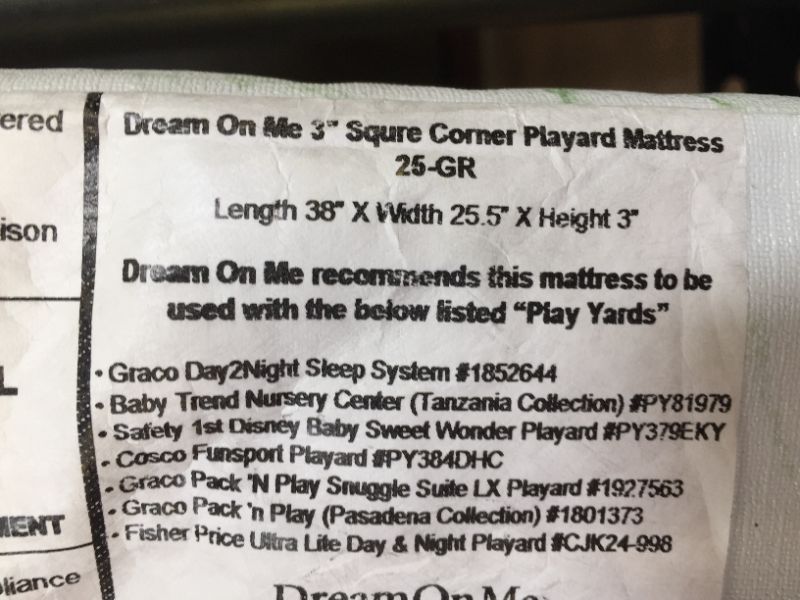 ered
ison
L
MENT
liance
Dream On Me 3" Squre Corner Playard Mattress
25-GR
Length 38" X Width 25.5" X Height 3"
Dream On Me recommends this mattress to be
used with the below listed "Play Yards"
• Graco Day2Night Sleep System #1852644
• Baby Trend Nursery Center (Tanzania Collection) #PY81979
• Safety 1st Disney Baby Sweet Wonder Playard #PY379EKY
• Cosco Funsport Playard #PY384DHC
• Graco Pack 'N Play Snuggle Suite LX Playard #1927563
• Graco Pack 'n Play (Pasadena Collection) #1801373
• Fisher Price Ultra Lite Day & Night Playard #CJK24-998
Dream On Me